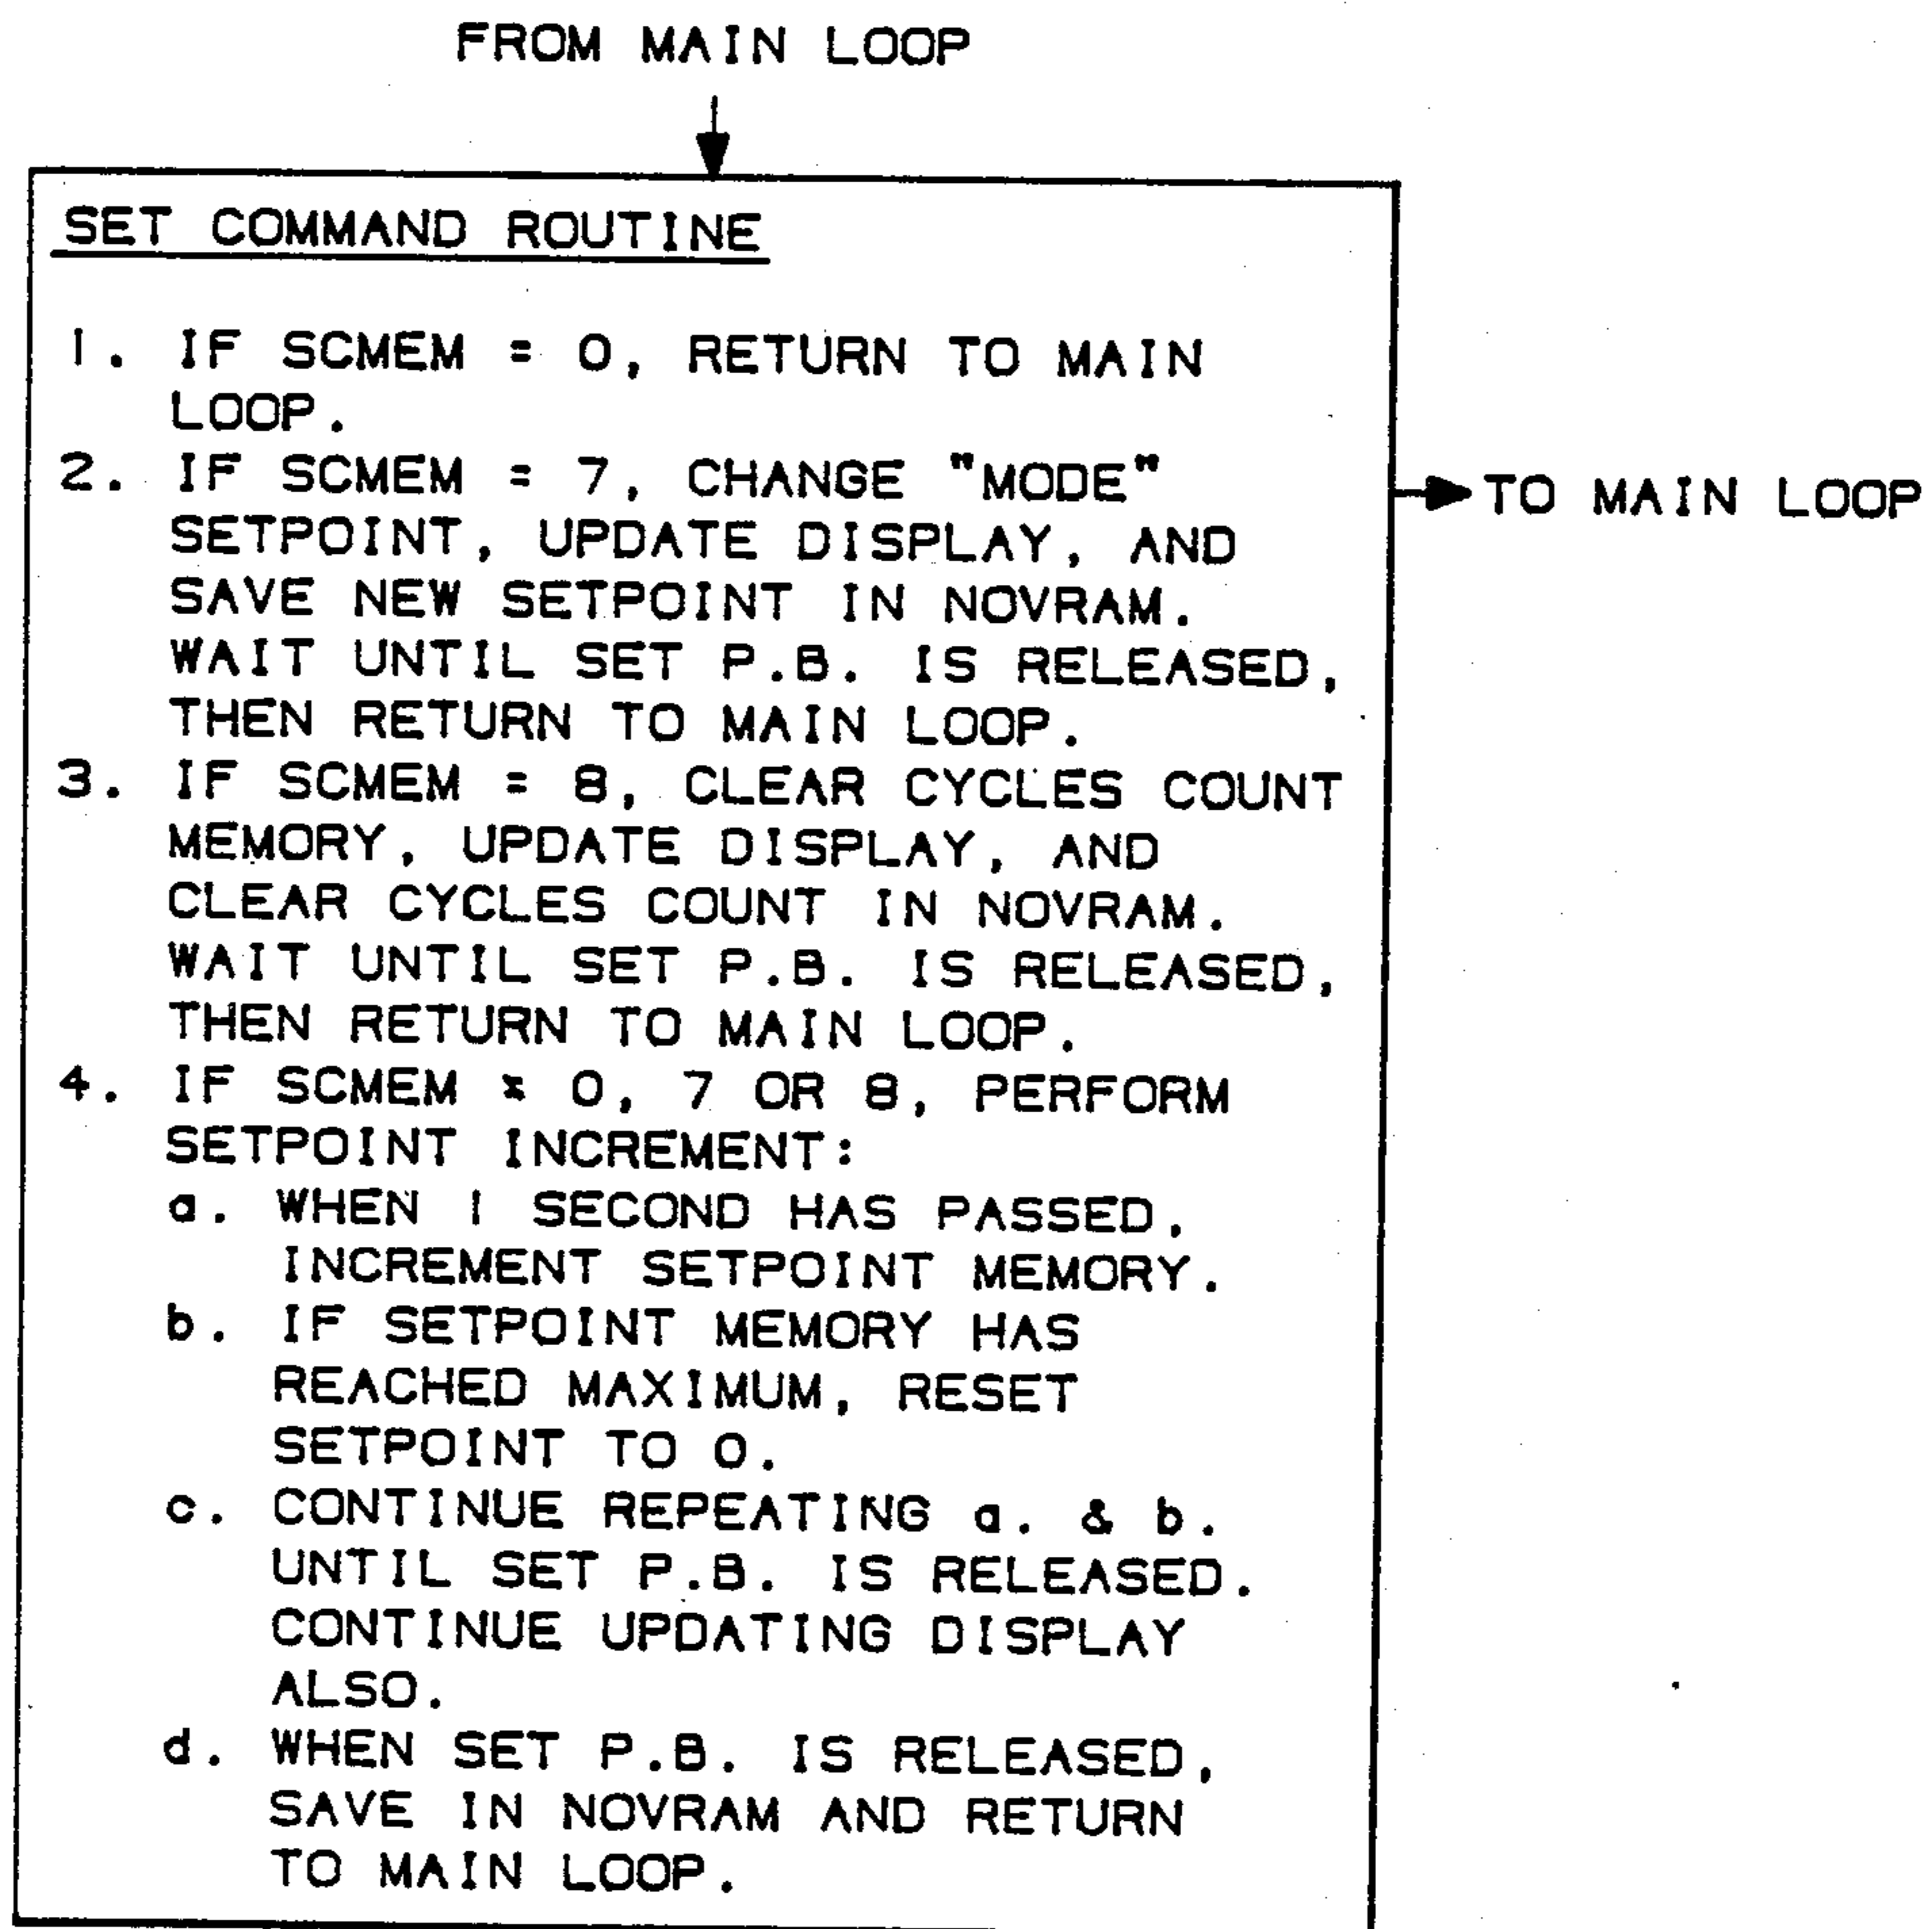 FROM MAIN LOOP
SET COMMAND ROUTINE
1. IF SCMEM = 0, RETURN TO MAIN
LOOP.
2. IF SCMEM = 7, CHANGE "MODE"
SETPOINT, UPDATE DISPLAY, AND
SAVE NEW SETPOINT IN NOVRAM.
WAIT UNTIL SET P.B. IS RELEASED,
THEN RETURN TO MAIN LOOP.
3. IF SCMEM = 8, CLEAR CYCLES COUNT
MEMORY, UPDATE DISPLAY, AND
CLEAR CYCLES COUNT IN NOVRAM.
WAIT UNTIL SET P.B. IS RELEASED,
THEN RETURN TO MAIN LOOP.
4. IF SCMEM ≠ 0, 7 OR 8, PERFORM
SETPOINT INCREMENT:
a. WHEN 1 SECOND HAS PASSED,
INCREMENT SETPOINT MEMORY.
b. IF SETPOINT MEMORY HAS
REACHED MAXIMUM, RESET
SETPOINT TO 0.
c. CONTINUE REPEATING a. & b.
UNTIL SET P.B. IS RELEASED.
CONTINUE UPDATING DISPLAY
ALSO.
d. WHEN SET P.B. IS RELEASED,
SAVE IN NOVRAM AND RETURN
TO MAIN LOOP.
TO MAIN LOOP